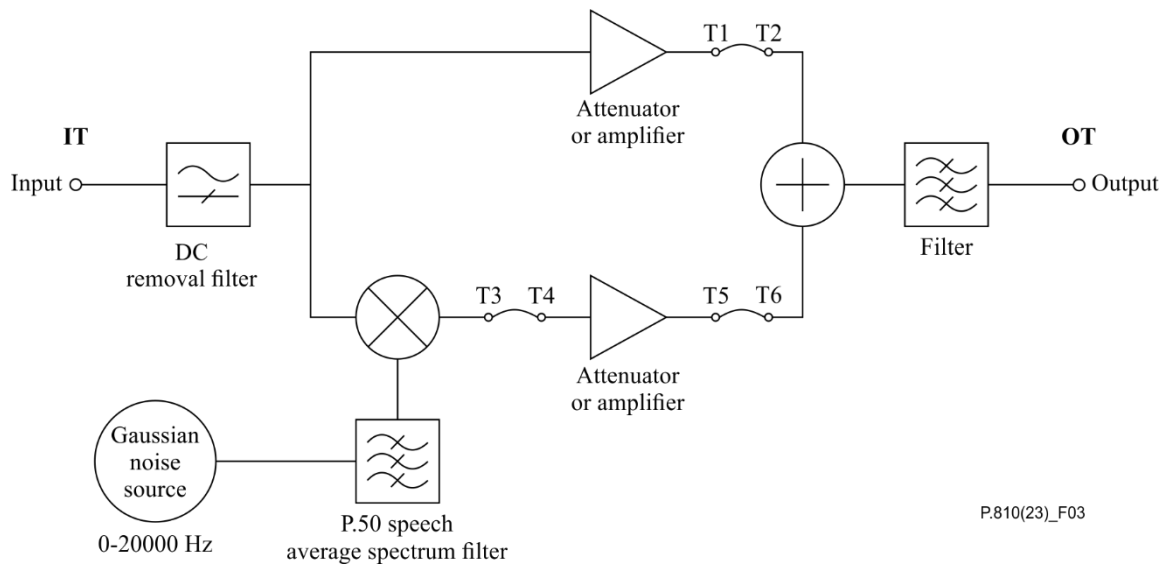 T1 T2
Attenuator
or amplifier
IT
OT
Input
Output
DC
removal filter
Filter
T3 T4
T5 T6
Attenuator
or amplifier
Gaussian
noise
source
0-20000 Hz
P.50 speech
average spectrum filter
P.810(23)_F03